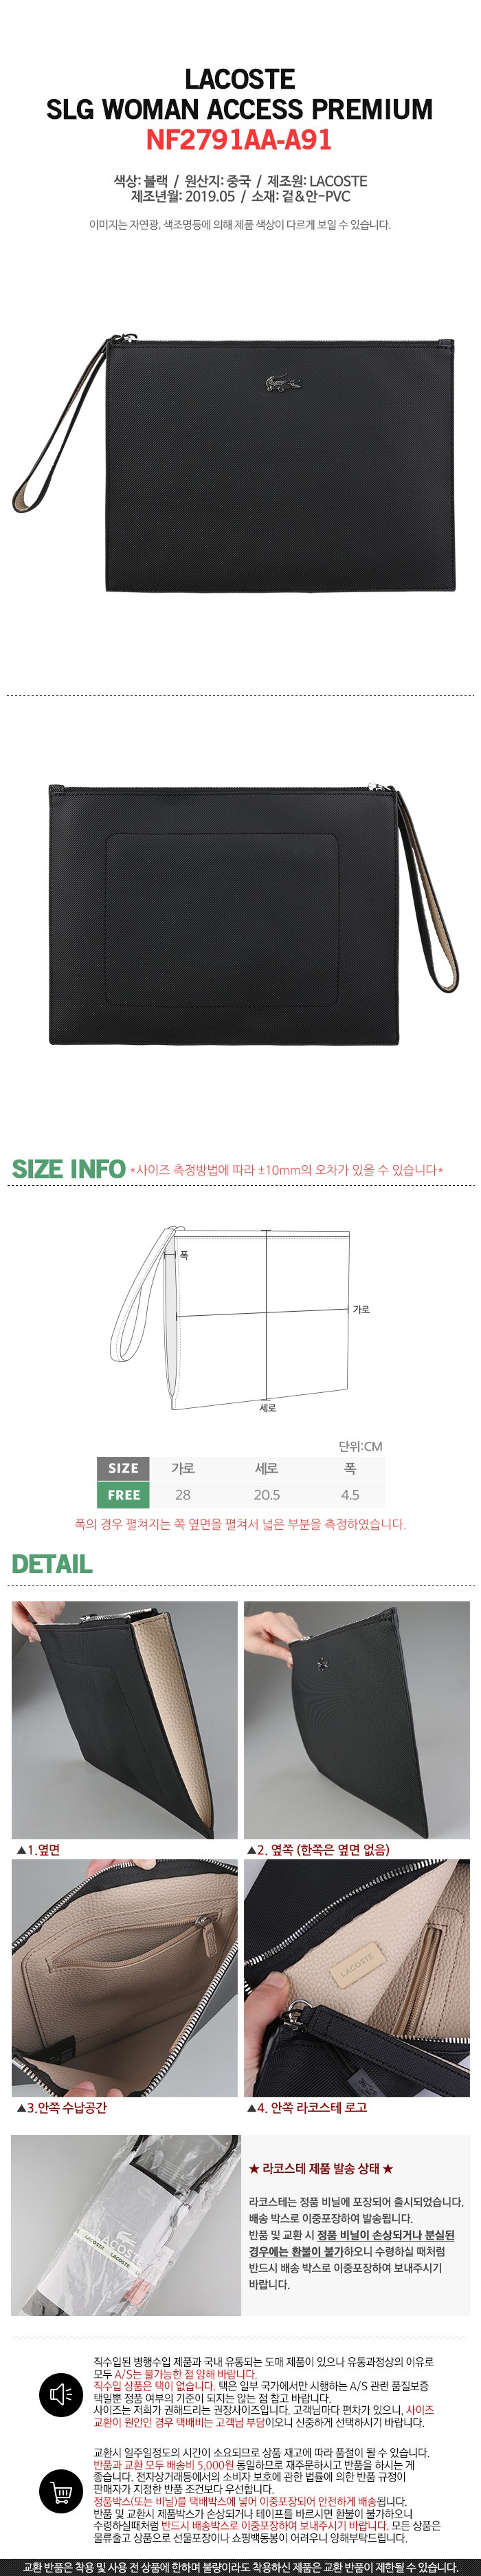 LACOSTE
SLG WOMAN ACCESS PREMIUM
NF2791AA-A91
색상: 블랙 / 원산지: 중국 / 제조원: LACOSTE
제조년월: 2019.05 / 소재: 겉&안-PVC
이미지는 자연광, 색조명등에 의해 제품 색상이 다르게 보일 수 있습니다.
SIZE INFO *사이즈 측정방법에 따라 ±10mm의 오차가 있을 수 있습니다*
폭
가로
세로
단위:CM
SIZE 가로 세로 폭
FREE 28 20.5 4.5
폭의 경우 펼쳐지는 쪽 옆면을 펼쳐서 넓은 부분을 측정하였습니다.
DETAIL
▲1.옆면
▲2. 옆쪽 (한쪽은 옆면 없음)
LACOSTE
▲3.안쪽 수납공간
▲4. 안쪽 라코스테 로고
★ 라코스테 제품 발송 상태 ★
라코스테는 정품 비닐에 포장되어 출시되었습니다.
배송 박스로 이중포장하여 발송됩니다.
반품 및 교환 시 정품 비닐이 손상되거나 분실된
경우에는 환불이 불가하오니 수령하실 때처럼
반드시 배송 박스로 이중포장하여 보내주시기
바랍니다.
LACOSTE
LACOSTE
LACOSTE
직수입된 병행수입 제품과 국내 유통되는 도매 제품이 있으나 유통과정상의 이유로
모두 A/S는 불가능한 점 양해 바랍니다.
직수입 상품은 택이 없습니다. 택은 일부 국가에서만 시행하는 A/S 관련 품질보증
택일뿐 정품 여부의 기준이 되지는 않는 점 참고 바랍니다.
사이즈는 저희가 권해드리는 권장사이즈입니다. 고객님마다 편차가 있으니, 사이즈
교환이 원인인 경우 택배비는 고객님 부담이오니 신중하게 선택하시기 바랍니다.
교환시 일주일정도의 시간이 소요되므로 상품 재고에 따라 품절이 될 수 있습니다.
반품과 교환 모두 배송비 5,000원 동일하므로 재주문하시고 반품을 하시는 게
좋습니다. 전자상거래등에서의 소비자 보호에 관한 법률에 의한 반품 규정이
판매자가 지정한 반품 조건보다 우선합니다.
정품박스(또는 비닐)를 택배박스에 넣어 이중포장되어 안전하게 배송됩니다.
반품 및 교환시 제품박스가 손상되거나 테이프를 바르시면 환불이 불가하오니
수령하실때처럼 반드시 배송박스로 이중포장하여 보내주시기 바랍니다. 모든 상품은
물류출고 상품으로 선물포장이나 쇼핑백동봉이 어려우니 양해부탁드립니다.
교환 반품은 착용 및 사용 전 상품에 한하며 불량이라도 착용하신 제품은 교환 반품이 제한될 수 있습니다.